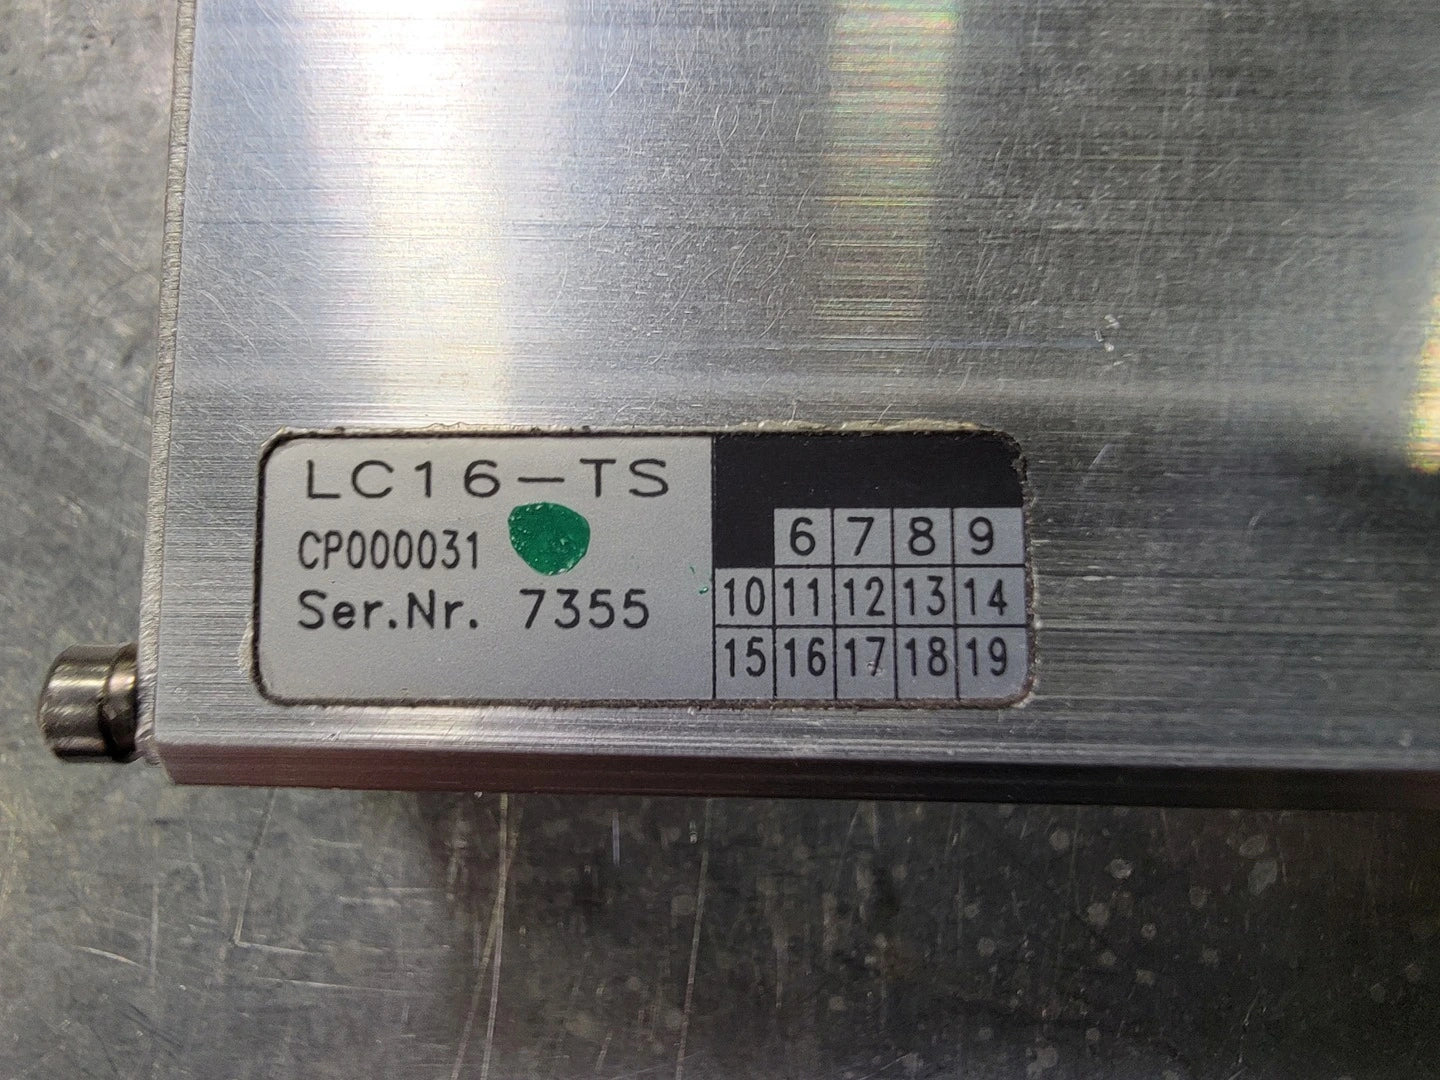 LC16-TS
CP000031
Ser.Nr. 7355
6 7 8 9
10 11 12 13 14
15 16 17 18 19